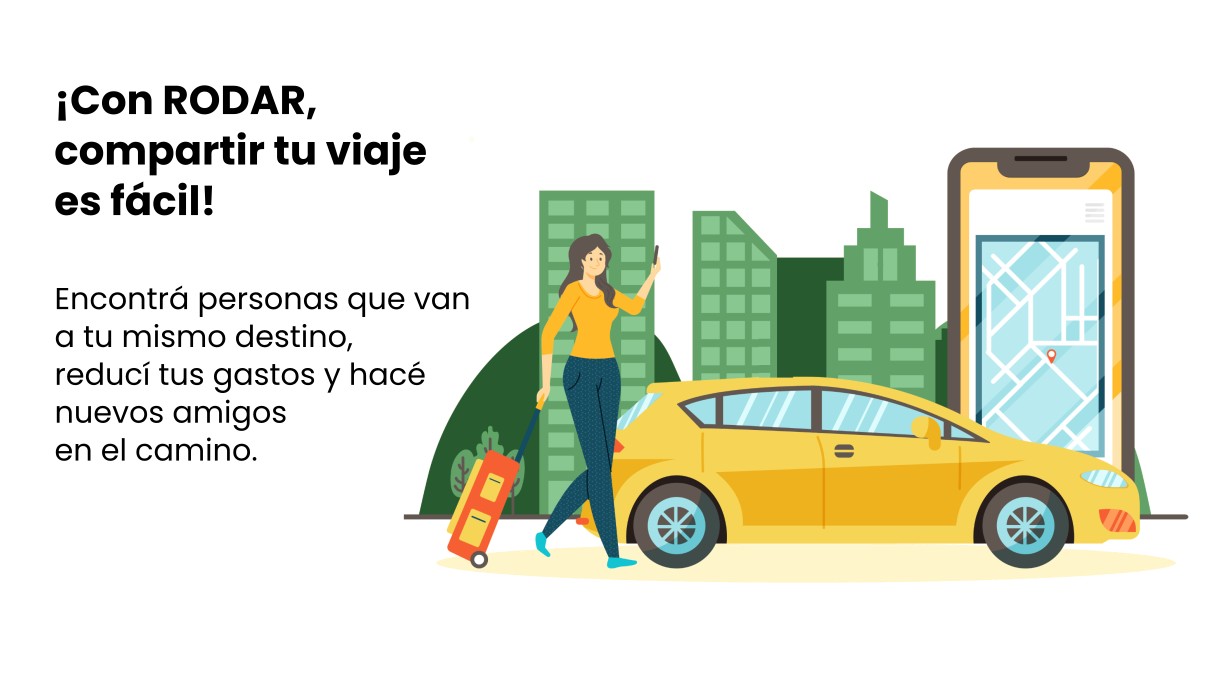 ¡Con RODAR,
compartir tu viaje
es fácil!
Encontrá personas que van
a tu mismo destino,
reducí tus gastos y hacé
nuevos amigos
en el camino.